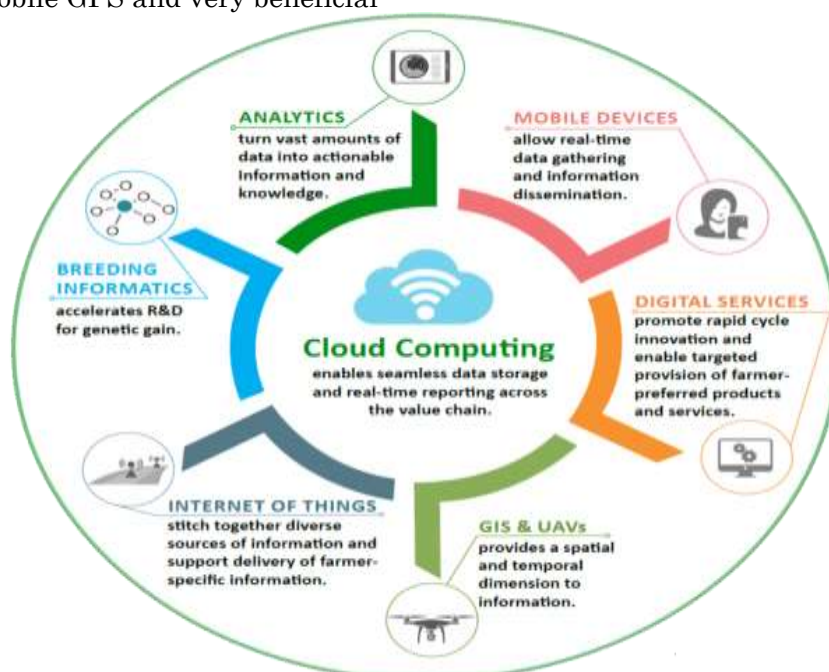 obile GPS and very beneficial
ANALYTICS
turn vast amounts of
data into actionable
information and
knowledge.
MOBILE DEVICES
allow real-time
data gathering
and information
dissemination.
BREEDING
INFORMATICS
accelerates R&D
for genetic gain.
DIGITAL SERVICES
promote rapid cycle
innovation and
enable targeted
provision of farmer-
preferred products
and services.
Cloud Computing
enables seamless data storage
and real-time reporting across
the value chain.
INTERNET OF THINGS
stitch together diverse
sources of information and
support delivery of farmer-
specific information.
GIS & UAVs
provides a spatial
and temporal
dimension to
information.